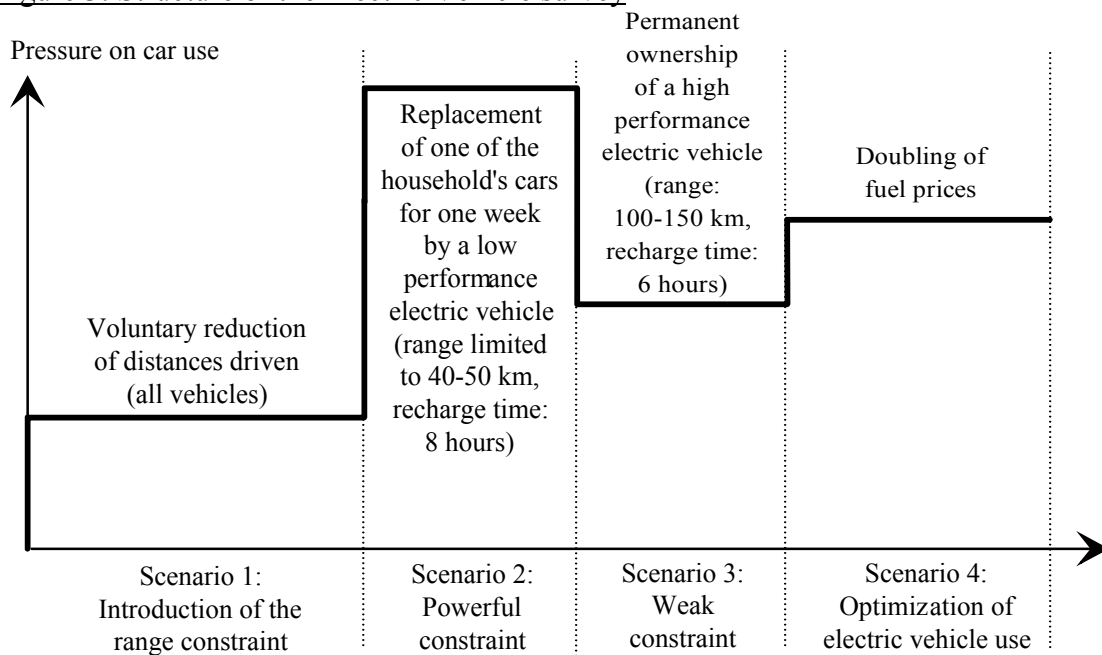 Structure of the Electric Vehicle survey
Pressure on car use
Voluntary reduction
of distances driven
(all vehicles)
Replacement
of one of the
household's cars
for one week
by a low
performance
electric vehicle
(range limited
to 40-50 km,
recharge time:
8 hours)
Permanent
ownership
of a high
performance
electric vehicle
(range:
100-150 km,
recharge time:
6 hours)
Doubling of
fuel prices
Scenario 1:
Introduction of the
range constraint
Scenario 2:
Powerful
constraint
Scenario 3:
Weak
constraint
Scenario 4:
Optimization of
electric vehicle use